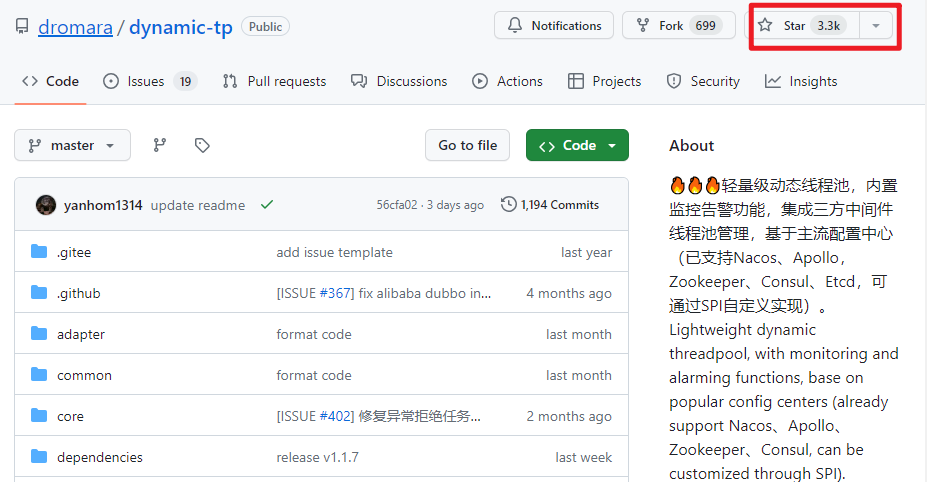 dromara / dynamic-tp Public Notifications Fork 699 Star 3.3k
Code Issues 19 Pull requests Discussions Actions Projects Security Insights
master Go to file Code
yanhom1314 update readme 56cfa02 · 3 days ago 1,194 Commits
.gitee add issue template last year
.github [ISSUE #367] fix alibaba dubbo in... 4 months ago
adapter format code last month
common format code last month
core [ISSUE #402] 修复异常拒绝任务... 2 months ago
dependencies release v1.1.7 last week
About
🔥🔥🔥轻量级动态线程池，内置
监控告警功能，集成三方中间件
线程池管理，基于主流配置中心
（已支持Nacos、Apollo，
Zookeeper、Consul、Etcd，可
通过SPI自定义实现）。
Lightweight dynamic
threadpool, with monitoring and
alarming functions, base on
popular config centers (already
support Nacos、Apollo、
Zookeeper、Consul, can be
customized through SPI).